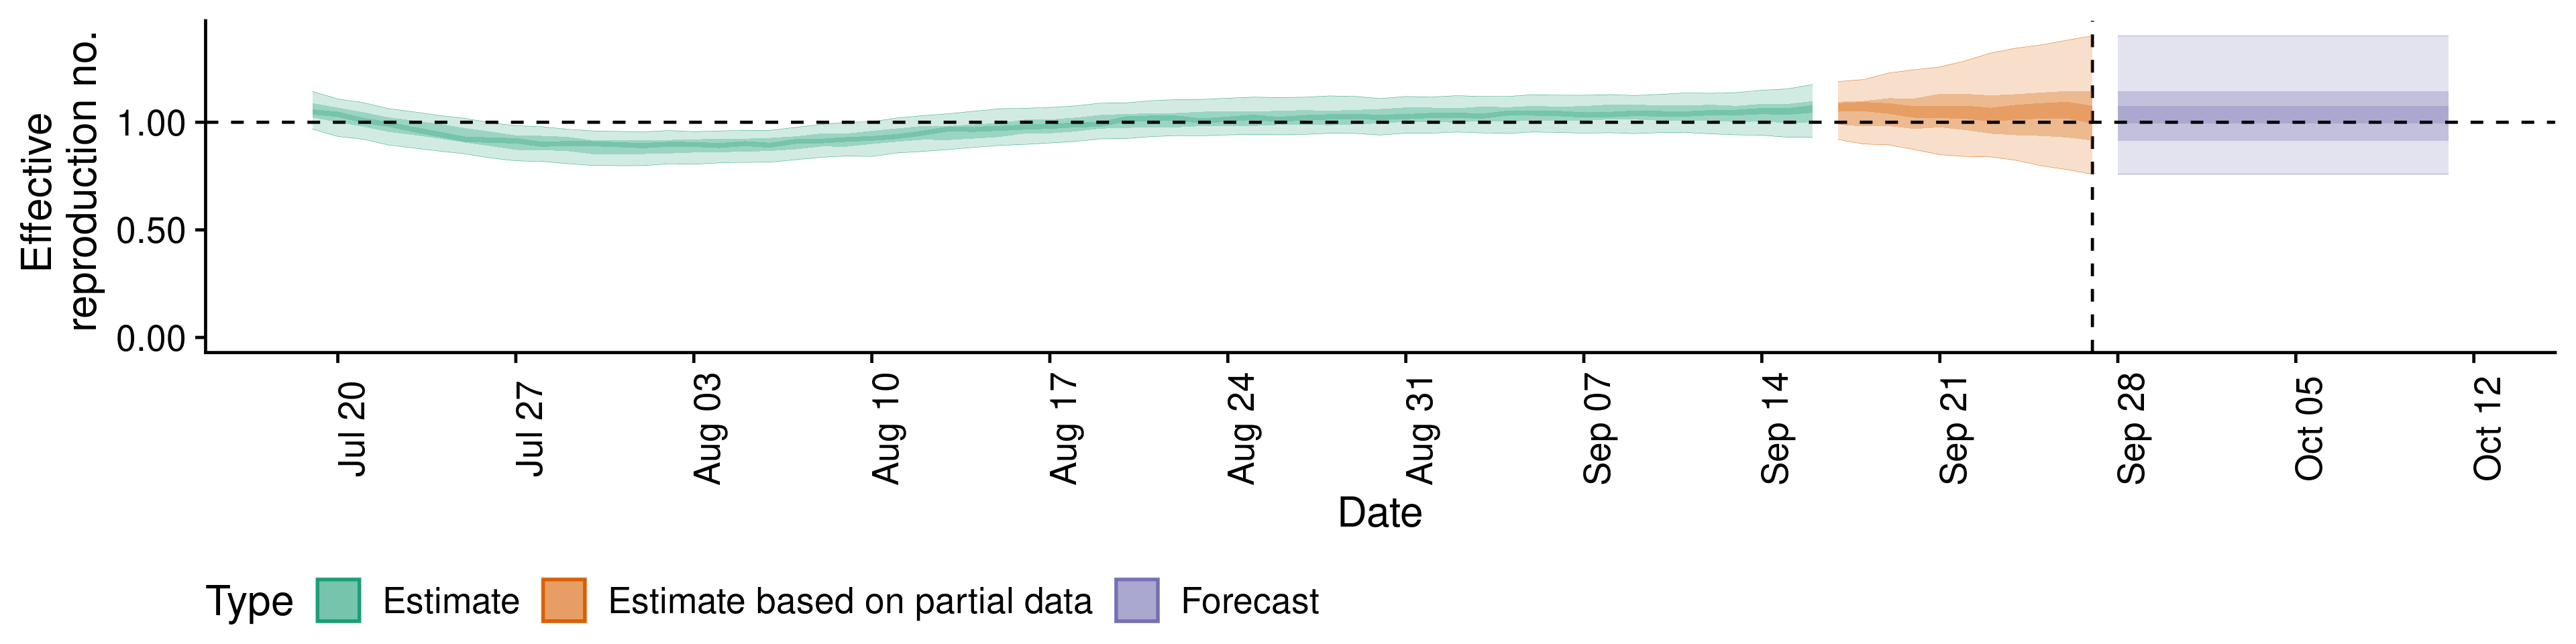 Effective
reproduction no.
1.00
0.50
0.00
Jul 20
Jul 27
Aug 03
Aug 10
Aug 17
Aug 24
Aug 31
Sep 07
Sep 14
Sep 21
Sep 28
Oct 05
Oct 12
Date
Type Estimate Estimate based on partial data Forecast